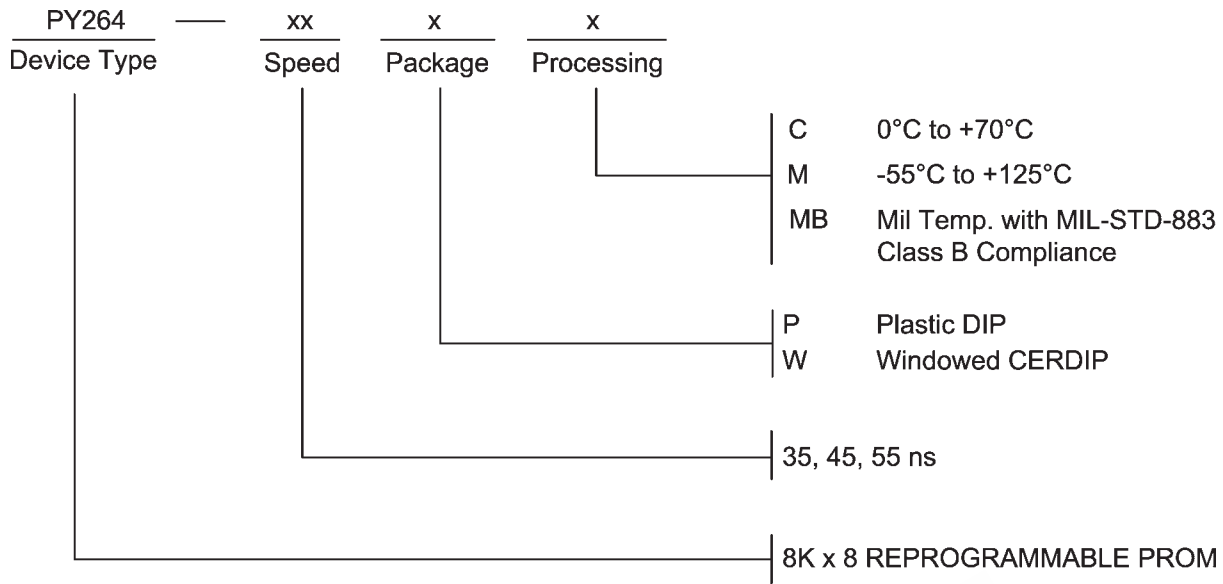 PY264 — xx x x
Device Type Speed Package Processing
C 0°C to +70°C
M -55°C to +125°C
MB Mil Temp. with MIL-STD-883
Class B Compliance
P Plastic DIP
W Windowed CERDIP
35, 45, 55 ns
8K x 8 REPROGRAMMABLE PROM